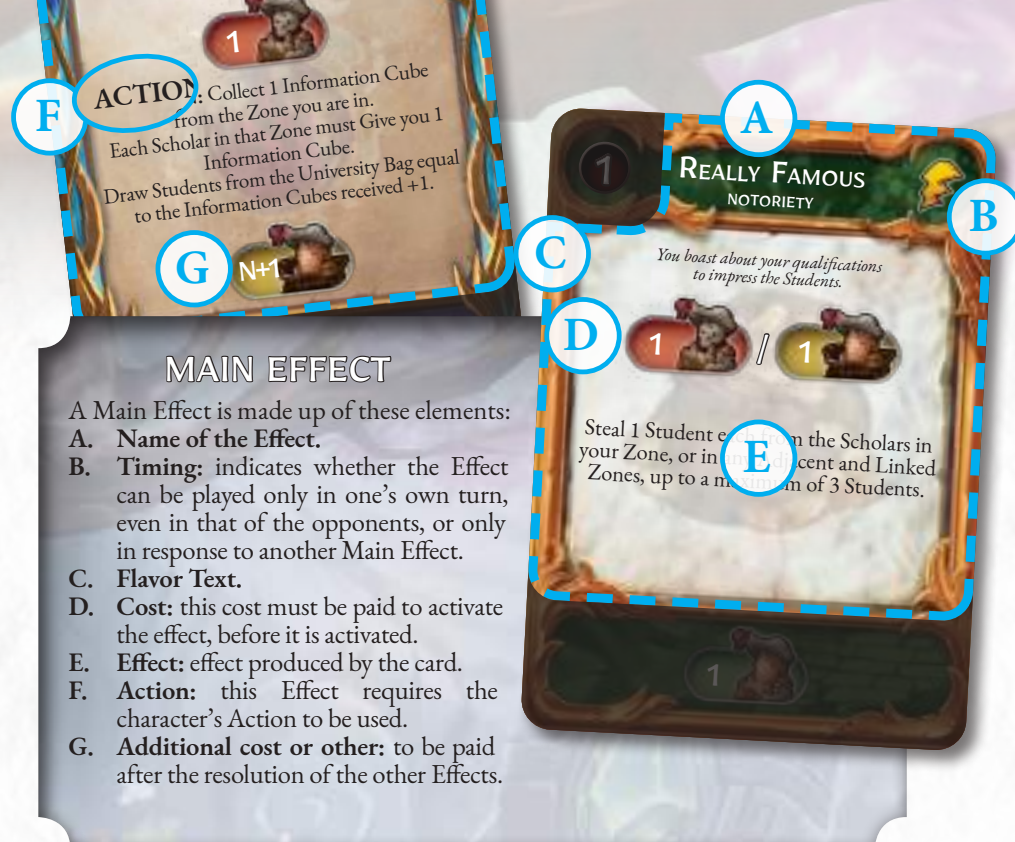 1
ACTION: Collect 1 Information Cube
from the Zone you are in.
Each Scholar in that Zone must Give you 1
Information Cube.
Draw Students from the University Bag equal
to the Information Cubes received +1.
N+1
F
G
A
B
C
D
E
1
REALLY FAMOUS
NOTORIETY
You boast about your qualifications
to impress the Students.
1 / 1
Steal 1 Student each from the Scholars in
your Zone, or in any Adjacent and Linked
Zones, up to a maximum of 3 Students.
1
MAIN EFFECT
A Main Effect is made up of these elements:
A. Name of the Effect.
B. Timing: indicates whether the Effect
can be played only in one's own turn,
even in that of the opponents, or only
in response to another Main Effect.
C. Flavor Text.
D. Cost: this cost must be paid to activate
the effect, before it is activated.
E. Effect: effect produced by the card.
F. Action: this Effect requires the
character's Action to be used.
G. Additional cost or other: to be paid
after the resolution of the other Effects.